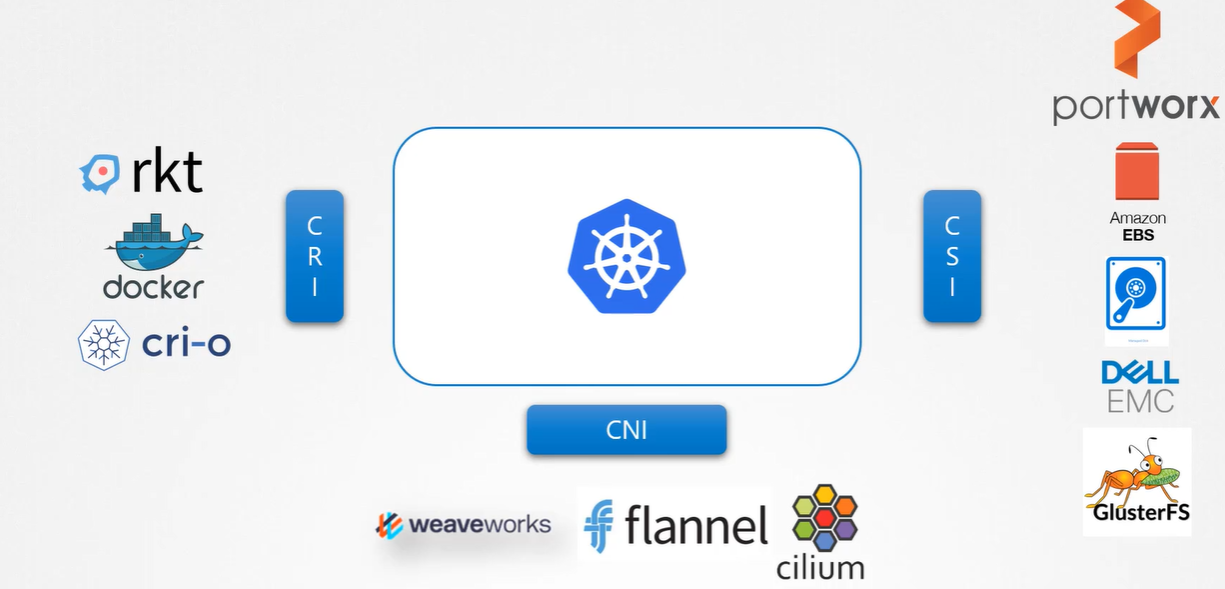 portworx
rkt
docker
cri-o
C
R
I
C
S
I
Amazon
EBS
DELL
EMC
GlusterFS
CNI
weaveworks
flannel
cilium